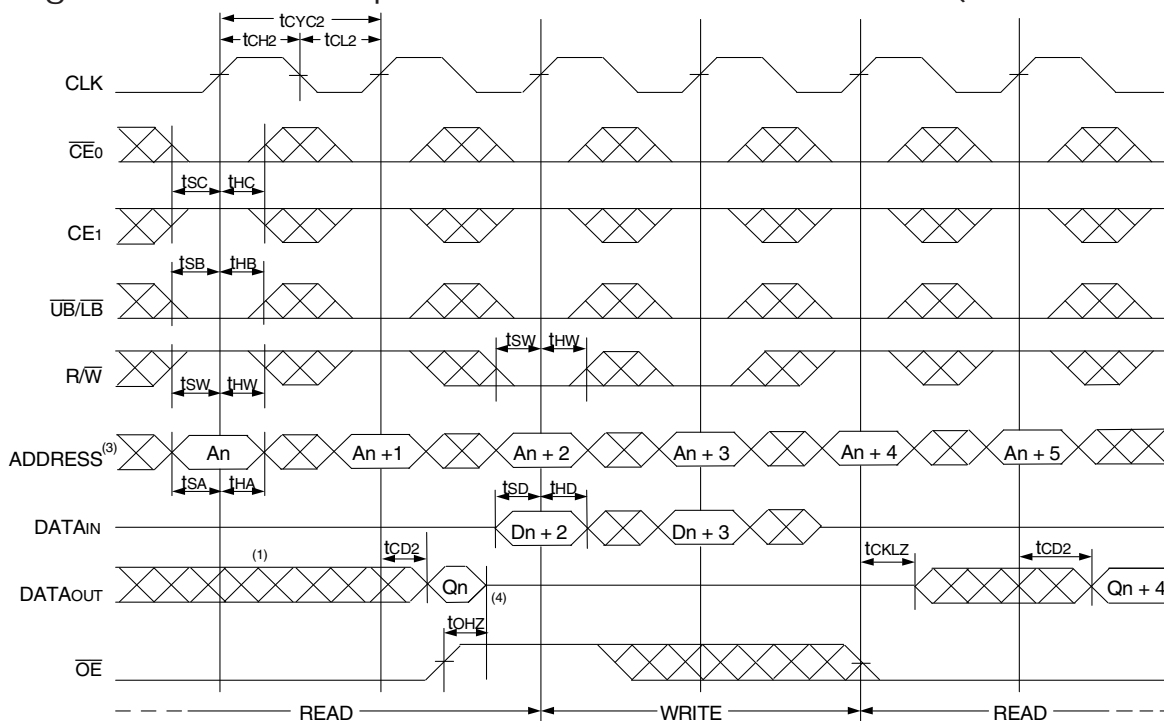 tCYC2
tCH2 tCL2
CLK
CE0
tSC tHC
CE1
tSB tHB
UB/LB
tSW tHW
R/W
tSW tHW
ADDRESS(3) An An + 1 An + 2 An + 3 An + 4 An + 5
tSA tHA tSD tHD
DATAIN Dn + 2 Dn + 3
(1) tCD2 tCKLZ tCD2
DATAOUT Qn (4) Qn + 4
tOHZ
OE
READ WRITE READ